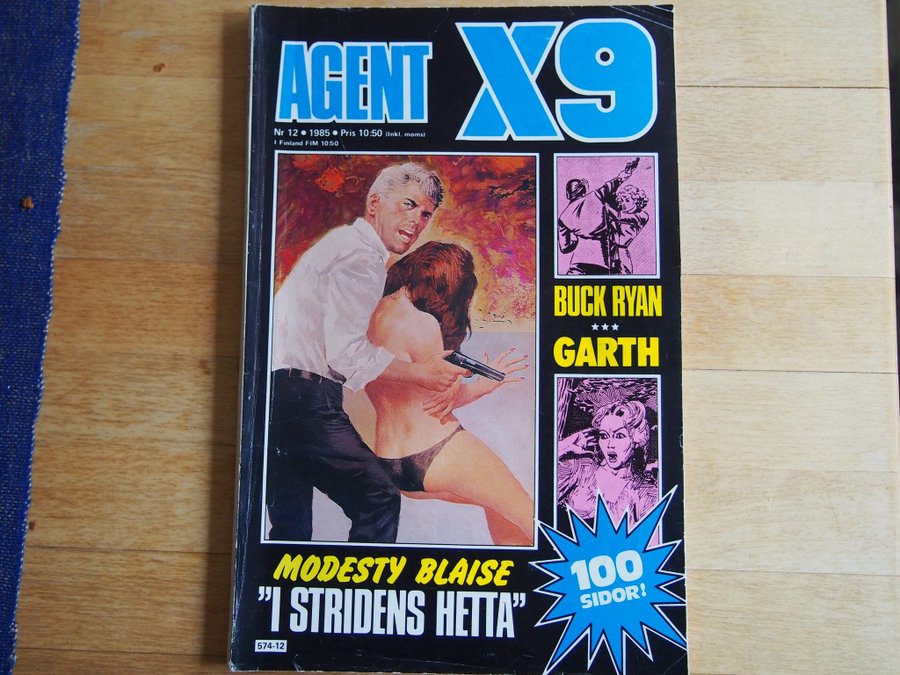 AGENT X9
Nr 12 • 1985 • Pris 10:50 (Inkl. moms)
I Finland FIM 10:50
BUCK RYAN
★★★
GARTH
MODESTY BLAISE
"I STRIDENS HETTA"
100
SIDOR!
574-12